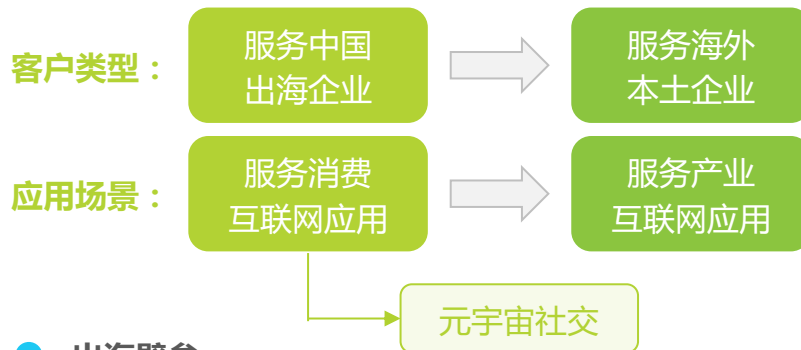 客户类型：
服务中国
出海企业
服务海外
本土企业
应用场景：
服务消费
互联网应用
服务产业
互联网应用
元宇宙社交